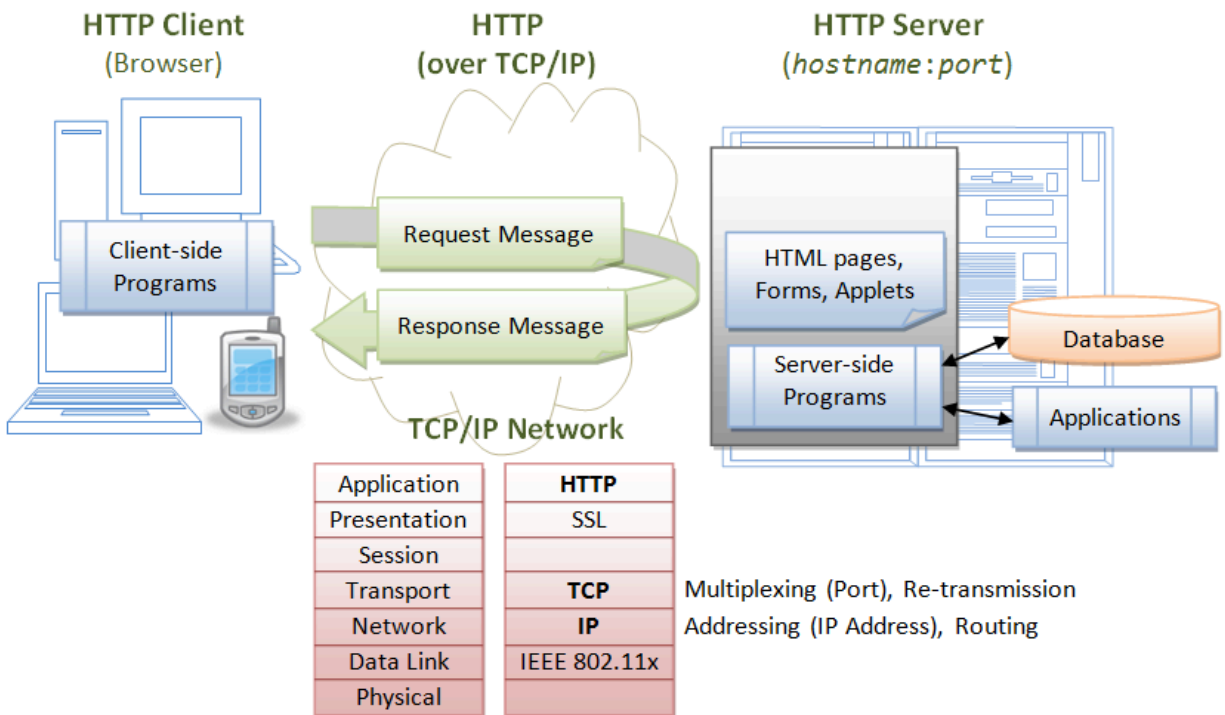 HTTP Client
(Browser)
HTTP
(over TCP/IP)
HTTP Server
(hostname:port)
Client-side
Programs
Request Message
Response Message
HTML pages,
Forms, Applets
Server-side
Programs
Database
Applications
TCP/IP Network
Application HTTP
Presentation SSL
Session
Transport TCP Multiplexing (Port), Re-transmission
Network IP Addressing (IP Address), Routing
Data Link IEEE 802.11x
Physical